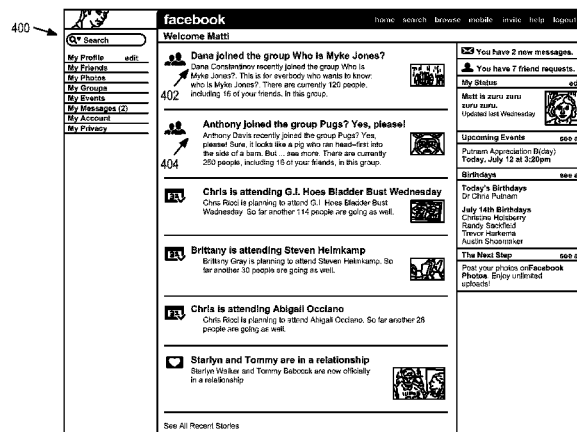 400
facebook
home search browse mobile invite help logout
Search
Welcome Matti
My Profile edit
My Friends
My Photos
My Groups
My Events
My Messages (2)
My Account
My Privacy
Dana joined the group Who is Myke Jones?
Dana Constantinov recently joined the group Who is
Myke Jones?. This is for everbody who wants to know:
who is Myke Jones?. There are currently 120 people,
including 16 of your friends, in this group.
402
Anthony joined the group Pugs? Yes, please!
Anthony Davis recently joined the group Pugs? Yes,
please! Sure, it looks like a pig who ran head-first into
the side of a barn. But ... see more. There are currently
250 people, including 16 of your friends, in this group.
404
Chris is attending G.I. Hoes Bladder Bust Wednesday
Chris Ricci is planning to attend G.I. Hoes Bladder Bust
Wednesday. So far another 114 people are going as well.
Brittany is attending Steven Heimkamp.
Brittany Gray is planning to attend Steven Helmkamp. So
far another 30 people are going as well.
Chris is attending Abigail Occiano
Chris Ricci is planning to attend Abigail Occiano. So far another 26
people are going as well.
Starlyn and Tommy are in a relationship
Starlyn Walker and Tommy Babcock are now officially
in a relationship
See All Recent Stories
You have 2 new messages.
You have 7 friend requests.
My Status ed
Matt is zuru zuru
zuru zuru.
Updated last Wednesday
Upcoming Events see a
Putnam Appreciation B(day)
Today, July 12 at 3:20pm
Birthdays see a
Today's Birthdays
Dr Chris Putnam
July 14th Birthdays
Christine Holsberry
Randy Sackfield
Trevor Harkema
Austin Shoemaker
The Next Step see a
Post your photos onFacebook
Photos Enjoy unlimited
uploads!